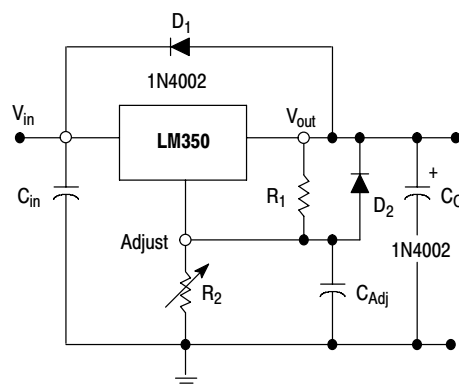 D1
1N4002
Vin
LM350
Vout
Cin
R1
D2
+
CO
1N4002
Adjust
R2
CAdj